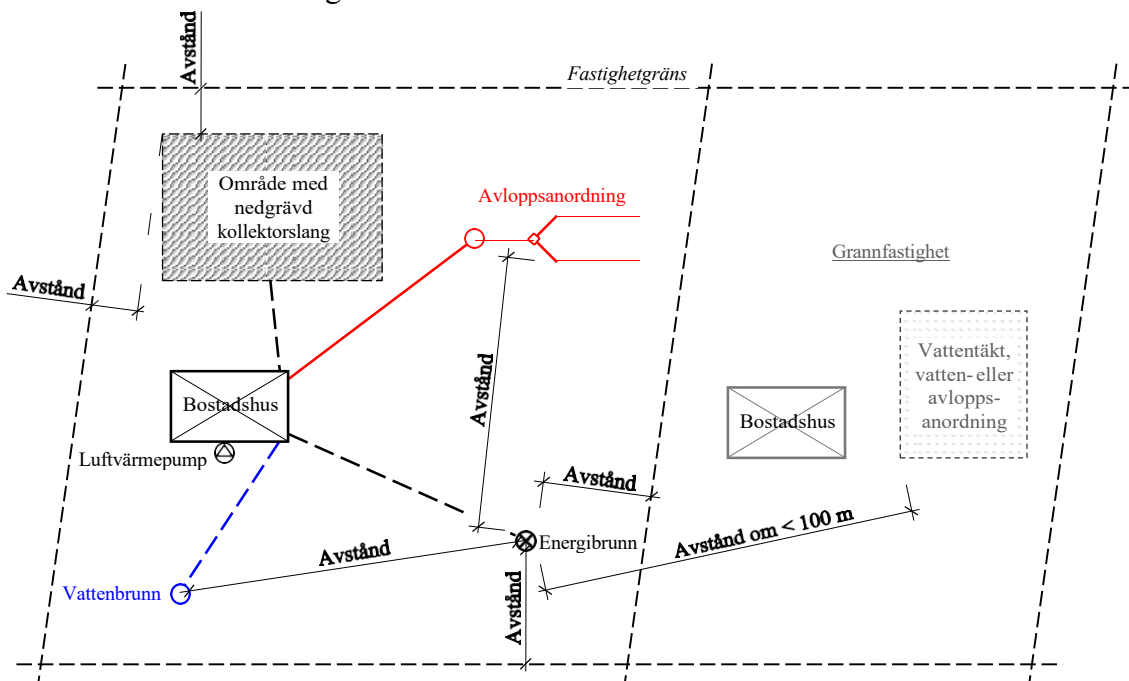 Avstånd
Fastighetgräns
Område med
nedgrävd
kollektorslang
Avloppsanordning
Grannfastighet
Avstånd
Avstånd
Vattentäkt,
vatten- eller
avlopps-
anordning
Bostadshus
Bostadshus
Luftvärmepump
Avstånd
Avstånd om < 100 m
Energibrunn
Avstånd
Vattenbrunn
Avstånd